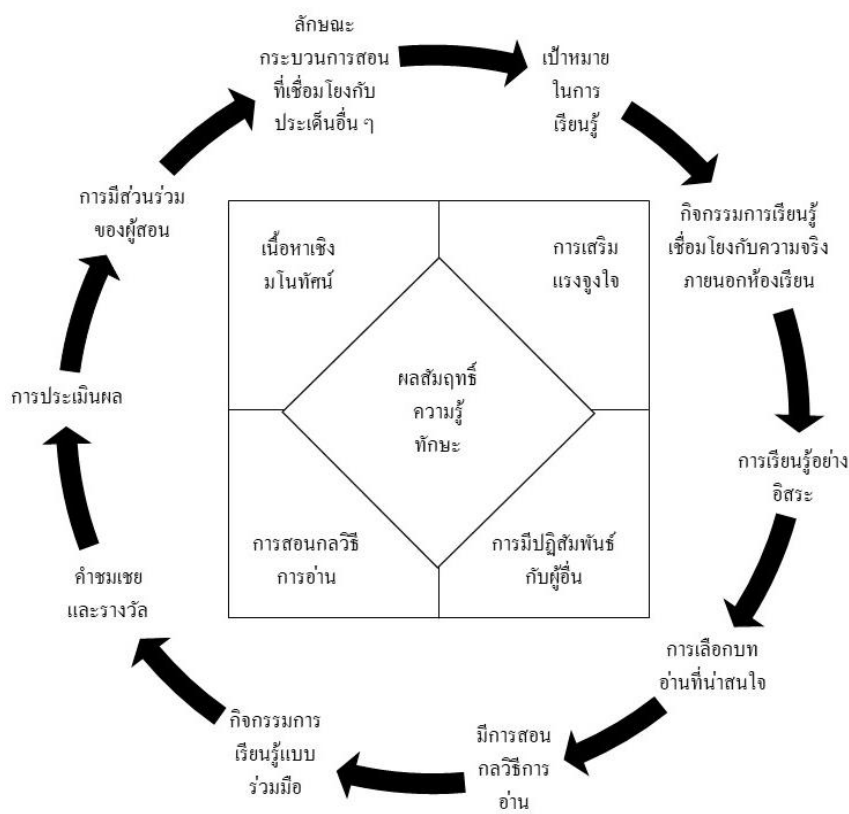 ลักษณะ
กระบวนการสอน
ที่เชื่อมโยงกับ
ประเด็นอื่น ๆ
เป้าหมาย
ในการ
เรียนรู้
กิจกรรมการเรียนรู้
เชื่อมโยงกับความจริง
ภายนอกห้องเรียน
การเรียนรู้อย่าง
อิสระ
การเลือกบท
อ่านที่น่าสนใจ
มีการสอน
กลวิธีการ
อ่าน
กิจกรรมการ
เรียนรู้แบบ
ร่วมมือ
คำชมเชย
และรางวัล
การประเมินผล
การมีส่วนร่วม
ของผู้สอน
เนื้อหาเชิง
มโนทัศน์
การเสริม
แรงจูงใจ
ผลสัมฤทธิ์
ความรู้
ทักษะ
การสอนกลวิธี
การอ่าน
การมีปฏิสัมพันธ์
กับผู้อื่น